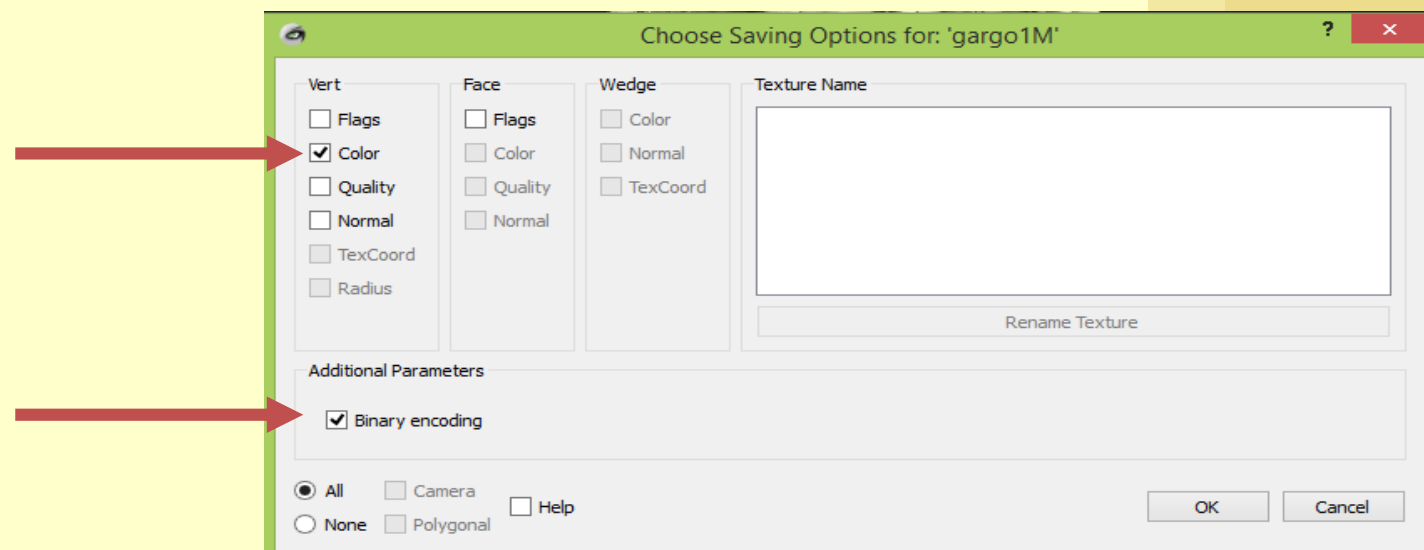 Choose Saving Options for: 'gargo1M'
?
Vert
Flags
Color
Quality
Normal
TexCoord
Radius
Face
Flags
Color
Quality
Normal
Wedge
Color
Normal
TexCoord
Texture Name
Rename Texture
Additional Parameters
Binary encoding
All
None
Camera
Polygonal
Help
OK
Cancel